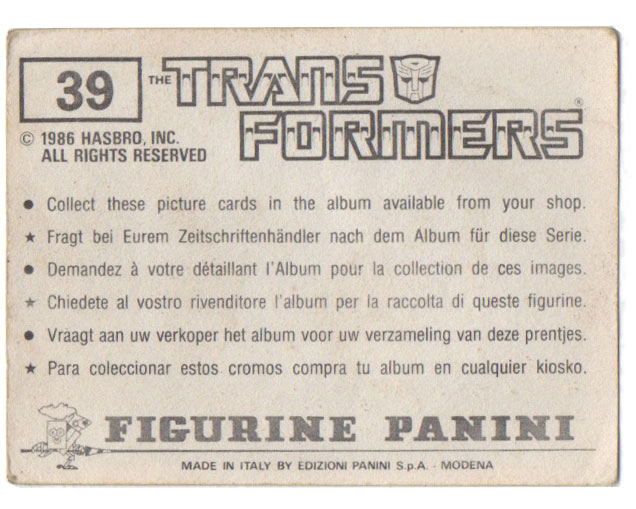 39
THE TRANS
FORMERS®
© 1986 HASBRO, INC.
ALL RIGHTS RESERVED
● Collect these picture cards in the album available from your shop.
★ Fragt bei Eurem Zeitschriftenhändler nach dem Album für diese Serie.
● Demandez à votre détaillant l'Album pour la collection de ces images.
★ Chiedete al vostro rivenditore l'album per la raccolta di queste figurine.
● Vraagt aan uw verkoper het album voor uw verzameling van deze prentjes.
★ Para coleccionar estos cromos compra tu album en cualquier kiosko.
FIGURINE PANINI
MADE IN ITALY BY EDIZIONI PANINI S.p.A. - MODENA